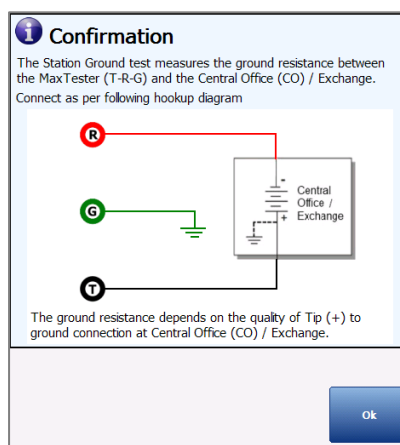 Confirmation
The Station Ground test measures the ground resistance between
the MaxTester (T-R-G) and the Central Office (CO) / Exchange.
Connect as per following hookup diagram
R
-
Central
Office /
Exchange
+
G
T
The ground resistance depends on the quality of Tip (+) to
ground connection at Central Office (CO) / Exchange.
Ok